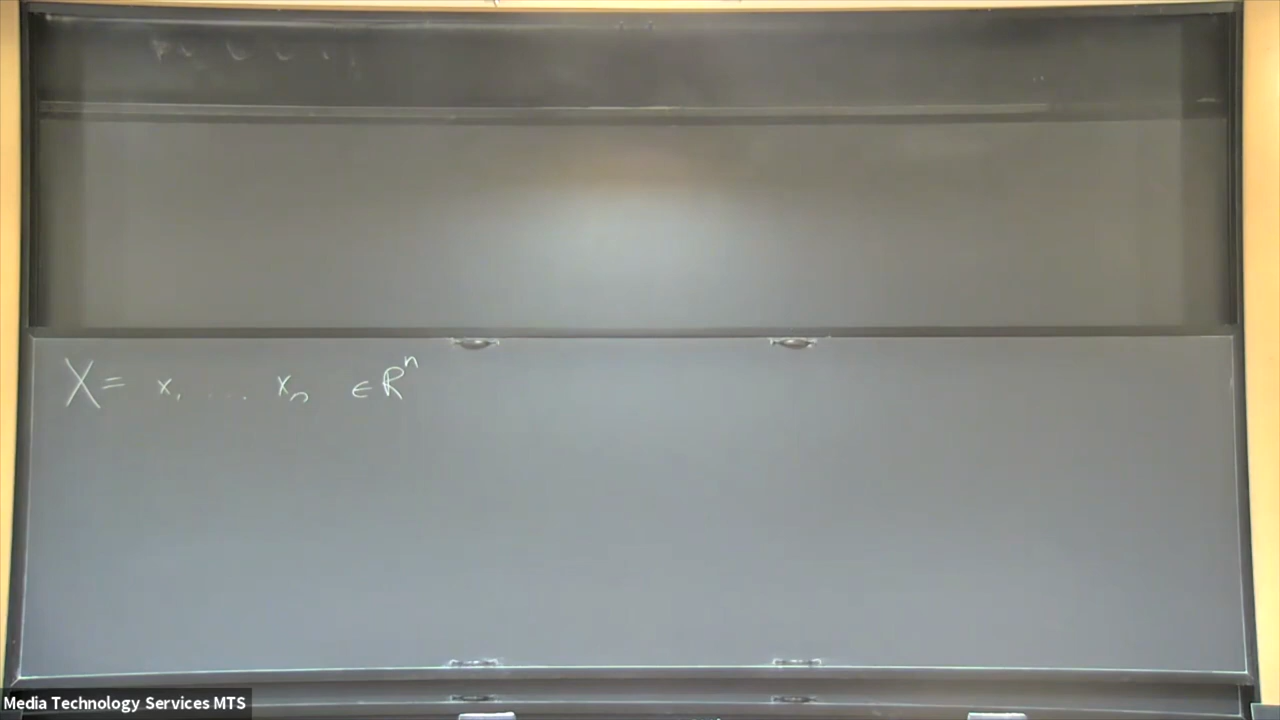 X = x₁ ... xₙ ∈ ℝⁿ
Media Technology Services MTS